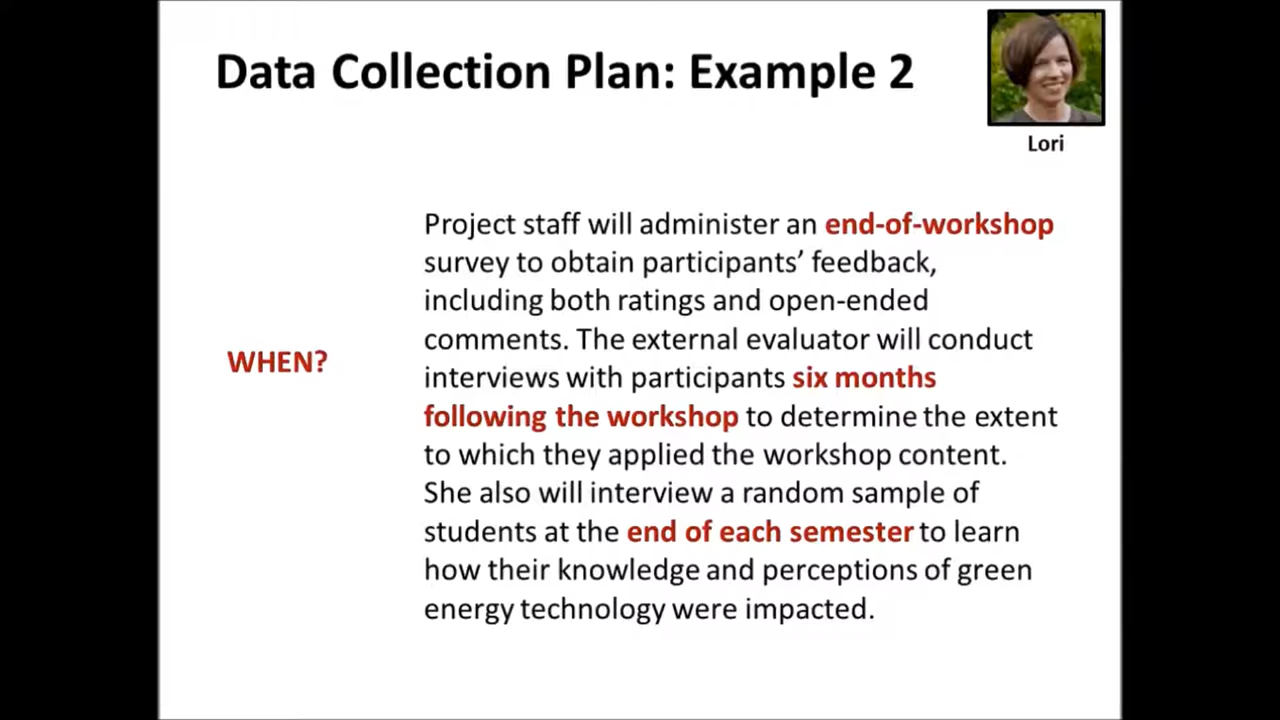 Data Collection Plan: Example 2
Lori
WHEN?
Project staff will administer an end-of-workshop
survey to obtain participants’ feedback,
including both ratings and open-ended
comments. The external evaluator will conduct
interviews with participants six months
following the workshop to determine the extent
to which they applied the workshop content.
She also will interview a random sample of
students at the end of each semester to learn
how their knowledge and perceptions of green
energy technology were impacted.